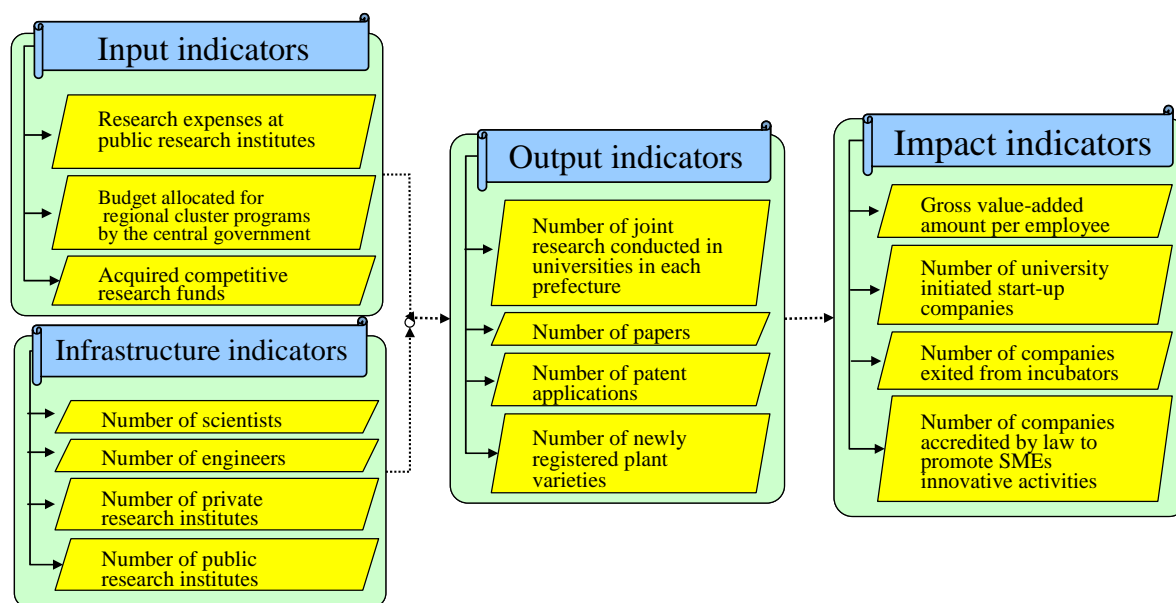 Input indicators
Research expenses at
public research institutes
Budget allocated for
regional cluster programs
by the central government
Acquired competitive
research funds
Infrastructure indicators
Number of scientists
Number of engineers
Number of private
research institutes
Number of public
research institutes
Output indicators
Number of joint
research conducted in
universities in each
prefecture
Number of papers
Number of patent
applications
Number of newly
registered plant
varieties
Impact indicators
Gross value-added
amount per employee
Number of university
initiated start-up
companies
Number of companies
exited from incubators
Number of companies
accredited by law to
promote SMEs
innovative activities